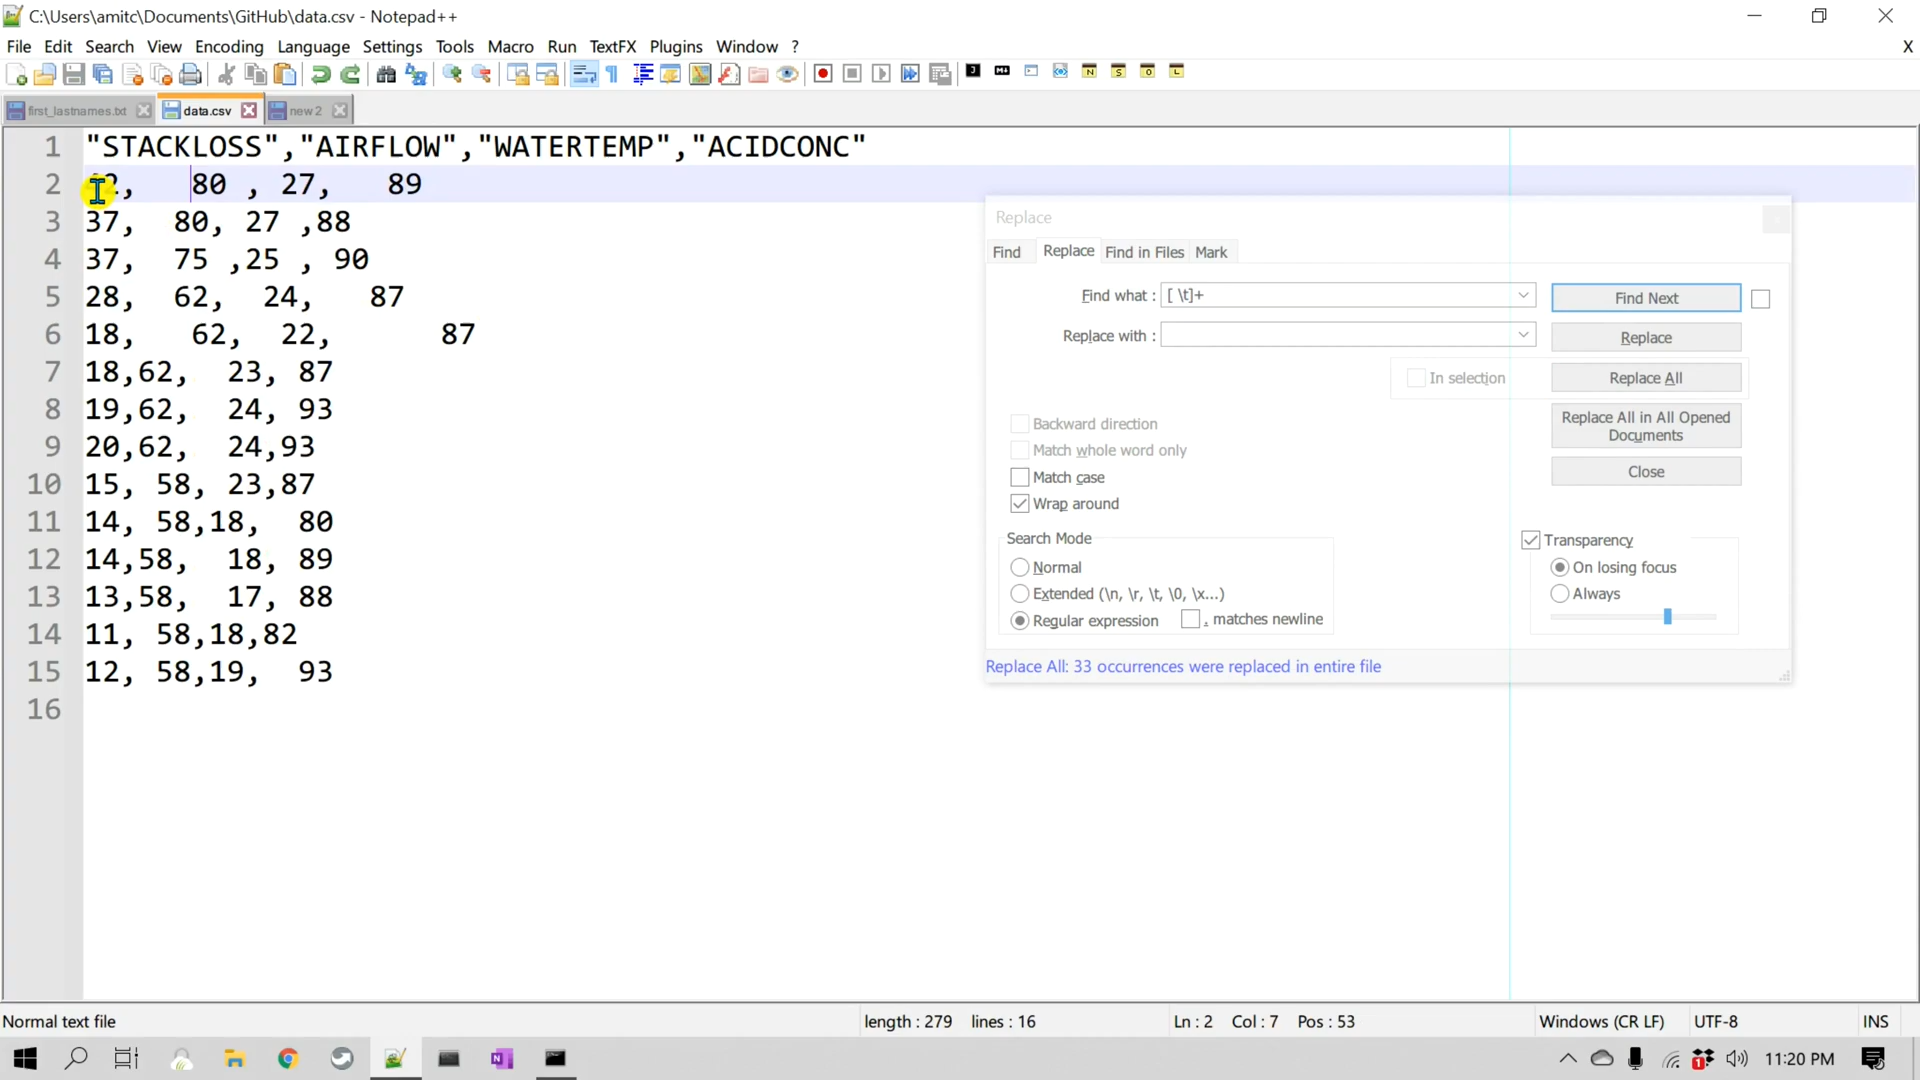 C:\Users\amitc\Documents\GitHub\data.csv - Notepad++
File Edit Search View Encoding Language Settings Tools Macro Run TextFX Plugins Window ? X
first_lastnames.txt data.csv new 2
1 "STACKLOSS","AIRFLOW","WATERTEMP","ACIDCONC"
2 80 , 27, 89
3 37, 80, 27 ,88
4 37, 75 ,25 , 90
5 28, 62, 24, 87
6 18, 62, 22, 87
7 18,62, 23, 87
8 19,62, 24, 93
9 20,62, 24,93
10 15, 58, 23,87
11 14, 58,18, 80
12 14,58, 18, 89
13 13,58, 17, 88
14 11, 58,18,82
15 12, 58,19, 93
16
Replace
Find Replace Find in Files Mark
Find what : [ \t]+ Find Next
Replace with : Replace
In selection Replace All
Backward direction
Match whole word only
Match case
Wrap around
Replace All in All Opened
Documents
Close
Search Mode
Normal
Extended (\n, \r, \t, \0, \x...)
Regular expression . matches newline
Transparency
On losing focus
Always
Replace All: 33 occurrences were replaced in entire file
Normal text file length : 279 lines : 16 Ln : 2 Col : 7 Pos : 53 Windows (CR LF) UTF-8 INS
11:20 PM